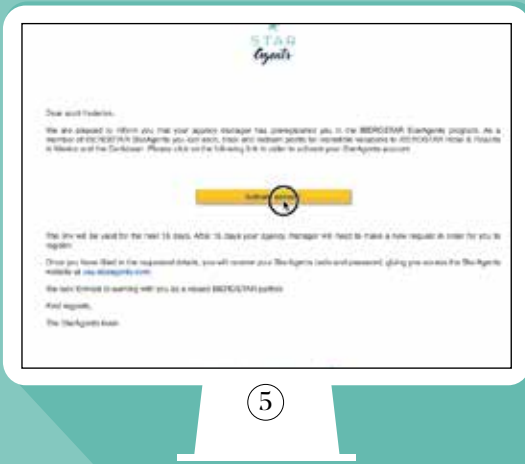 STAR
Agents
We are pleased to inform you that your agency manager has preregistered you in the IBEROSTAR StarAgents program. As a
member of IBEROSTAR StarAgents you can earn, track and redeem points for incredible vacations to IBEROSTAR Hotel & Resorts
in Mexico and the Caribbean. Please click on the following link in order to activate your StarAgents account
This link will be valid for the next 15 days. After 15 days your agency manager will need to make a new request in order for you to
register.
Once you have filled in the requested details, you will receive your StarAgents code and password, giving you access the StarAgents
website at
We look forward to working with you as a valued IBEROSTAR partner.
Kind regards,
The StarAgents team
5